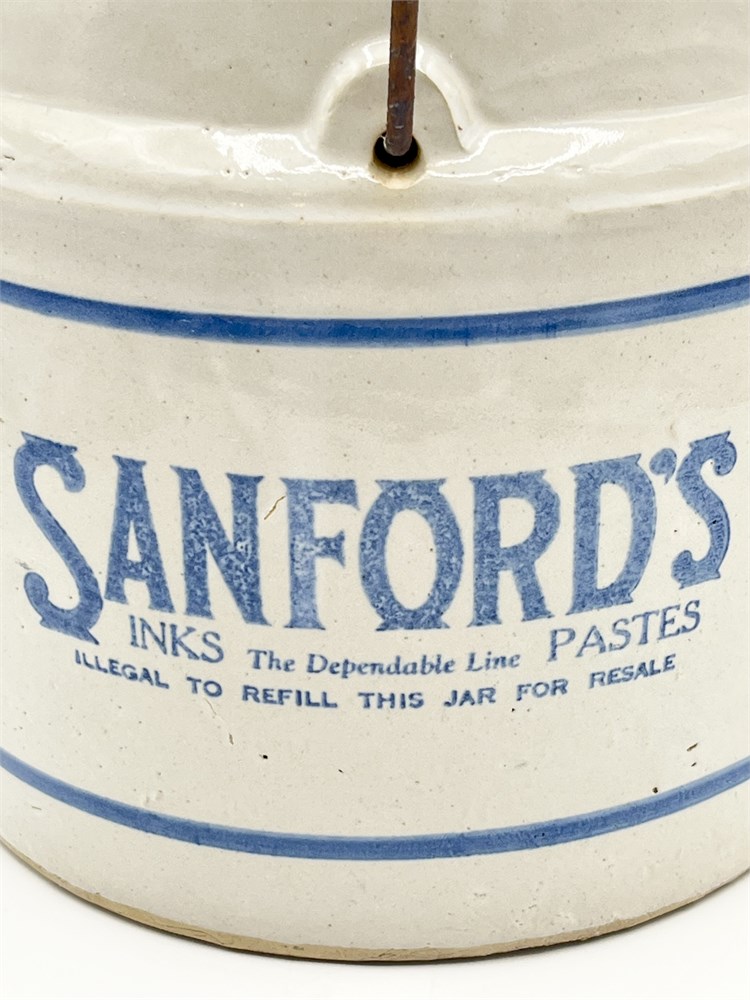 SANFORD'S
INKS The Dependable Line PASTES
ILLEGAL TO REFILL THIS JAR FOR RESALE